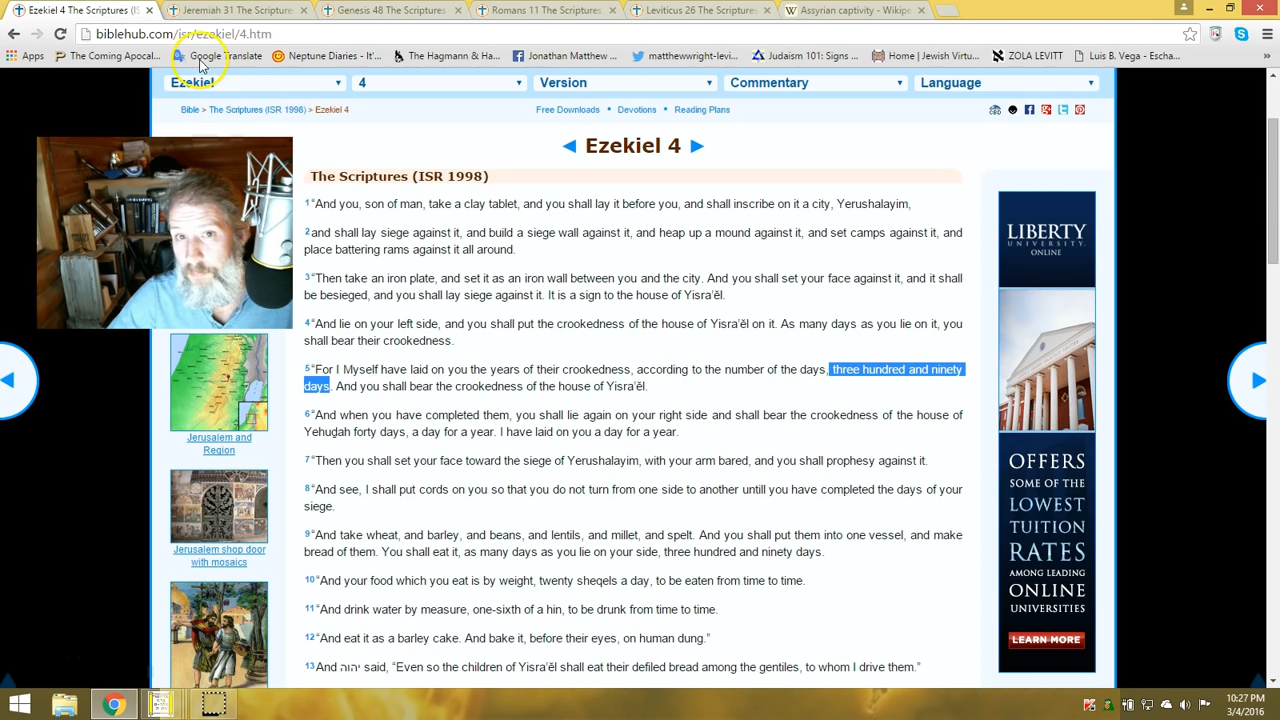 Ezekiel 4 The Scriptures (IS
Jeremiah 31 The Scripture
Genesis 48 The Scriptures
Romans 11 The Scripture
Leviticus 26 The Scripture
Assyrian captivity - Wikipe
biblehub.com/isr/ezekiel/4.htm
Apps
The Coming Apocal...
Google Translate
Neptune Diaries - It'...
The Hagmann & Ha...
Jonathan Matthew ...
matthewwrightling...
Judaism 101: Signs ...
Home | Jewish Virtu...
ZOLA LEVITT
Luis B. Vega - Escha...
Ezekiel
4
Version
Commentary
Language
Bible > The Scriptures (ISR 1998) > Ezekiel 4
Free Downloads • Devotions • Reading Plans
◄ Ezekiel 4 ►
The Scriptures (ISR 1998)
1“And you, son of man, take a clay tablet, and you shall lay it before you, and shall inscribe on it a city, Yerushalayim,
2and shall lay siege against it, and build a siege wall against it, and heap up a mound against it, and set camps against it, and
place battering rams against it all around.
3“Then take an iron plate, and set it as an iron wall between you and the city. And you shall set your face against it, and it shall
be besieged, and you shall lay siege against it. It is a sign to the house of Yisra’ěl.
4“And lie on your left side, and you shall put the crookedness of the house of Yisra’ěl on it. As many days as you lie on it, you
shall bear their crookedness.
5“For I Myself have laid on you the years of their crookedness, according to the number of the days, three hundred and ninety
days. And you shall bear the crookedness of the house of Yisra’ěl.
6“And when you have completed them, you shall lie again on your right side and shall bear the crookedness of the house of
Yehuḏah forty days, a day for a year. I have laid on you a day for a year.
7“Then you shall set your face toward the siege of Yerushalayim, with your arm bared, and you shall prophesy against it.
8“And see, I shall put cords on you so that you do not turn from one side to another untill you have completed the days of your
siege.
9“And take wheat, and barley, and beans, and lentils, and millet, and spelt. And you shall put them into one vessel, and make
bread of them. You shall eat it, as many days as you lie on your side, three hundred and ninety days.
10“And your food which you eat is by weight, twenty sheqels a day, to be eaten from time to time.
11“And drink water by measure, one-sixth of a hin, to be drunk from time to time.
12“And eat it as a barley cake. And bake it, before their eyes, on human dung.”
13And יהוה said, “Even so the children of Yisra’ěl shall eat their defiled bread among the gentiles, to whom I drive them.”
Jerusalem and
Region
Jerusalem shop door
with mosaics
LIBERTY
UNIVERSITY.
ONLINE
OFFERS
SOME OF THE
LOWEST
TUITION
RATES
AMONG LEADING
ONLINE
UNIVERSITIES
LEARN MORE
10:27 PM
3/4/2016